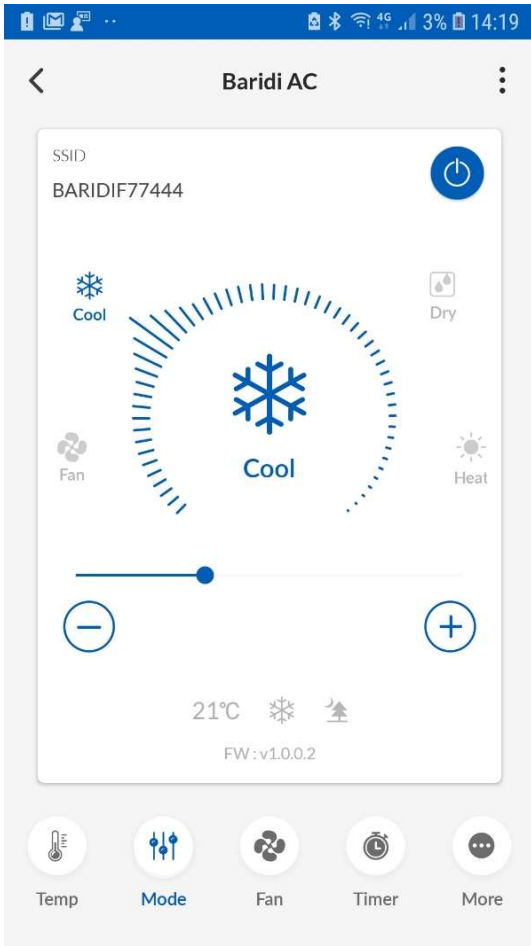 4G 3% 14:19
Baridi AC
SSID
BARIDIF77444
Cool
Dry
Fan
Cool
Heat
21°C
FW : v1.0.0.2
Temp Mode Fan Timer More